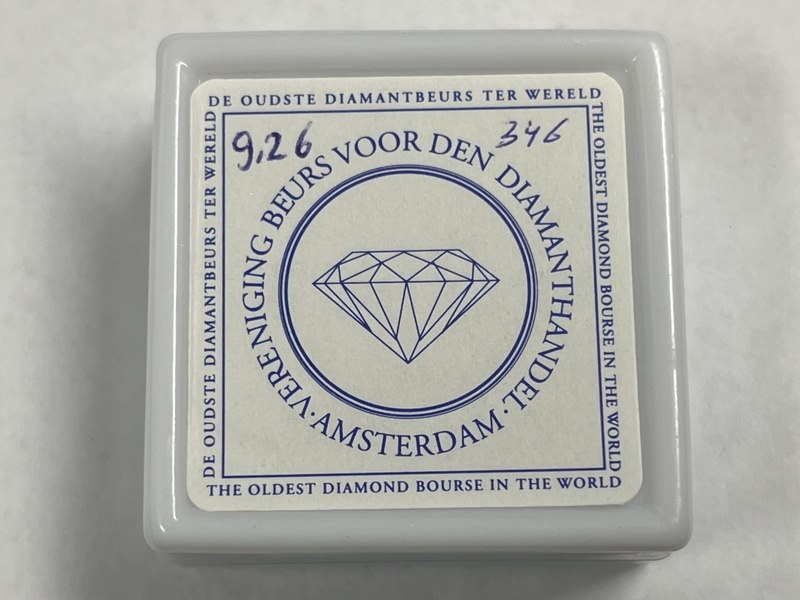 DE OUDSTE DIAMANTBEURS TER WERELD
9,26
346
VERENIGING BEURS VOOR DEN DIAMANTHANDEL
·AMSTERDAM·
DE OUDSTE DIAMANTBEURS TER WERELD
THE OLDEST DIAMOND BOURSE IN THE WORLD
THE OLDEST DIAMOND BOURSE IN THE WORLD